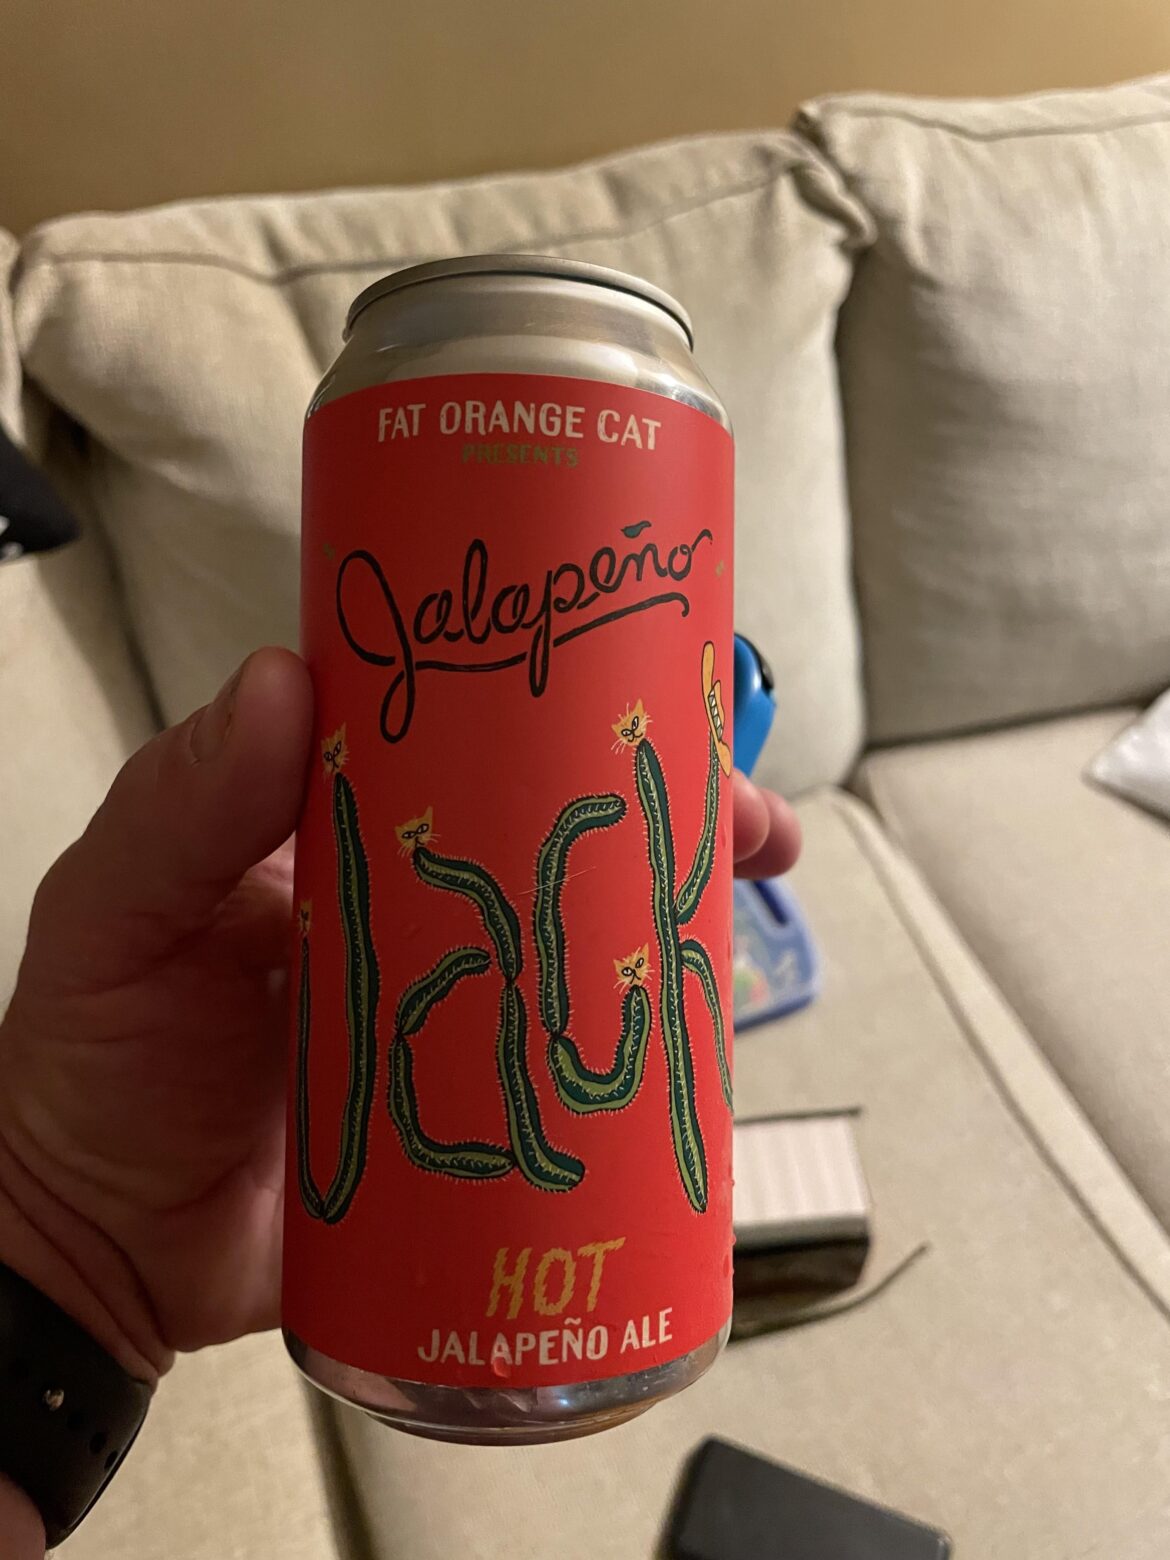 FAT ORANGE CAT
PRESENTS
Jalapeño
Jack
HOT
JALAPEÑO ALE